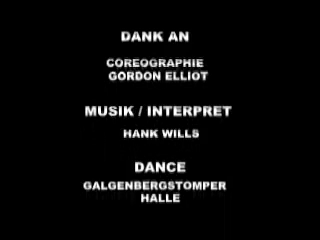 DANK AN
COREOGRAPHIE
GORDON ELLIOT
MUSIK / INTERPRET
HANK WILLS
DANCE
GALGENBERGSTOMPER
HALLE